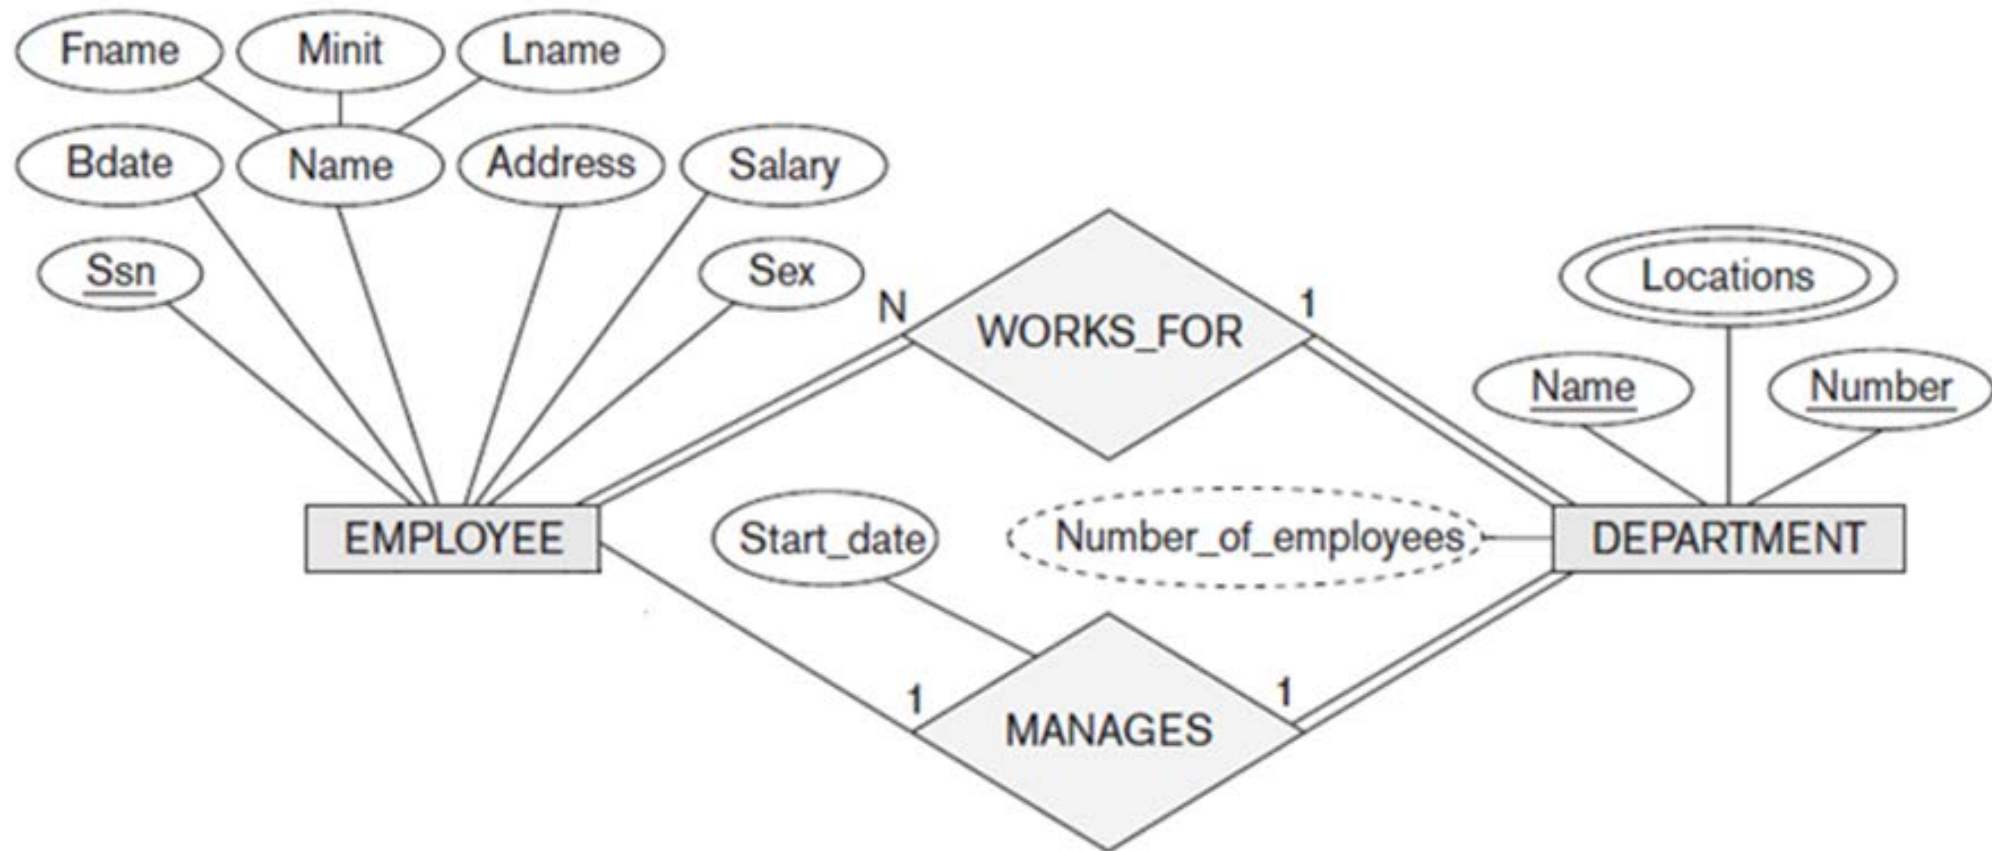 Fname
Minit
Lname
Bdate
Name
Address
Salary
Ssn
Sex
N
WORKS_FOR
1
Locations
Name
Number
EMPLOYEE
Start_date
Number_of_employees
DEPARTMENT
1
MANAGES
1